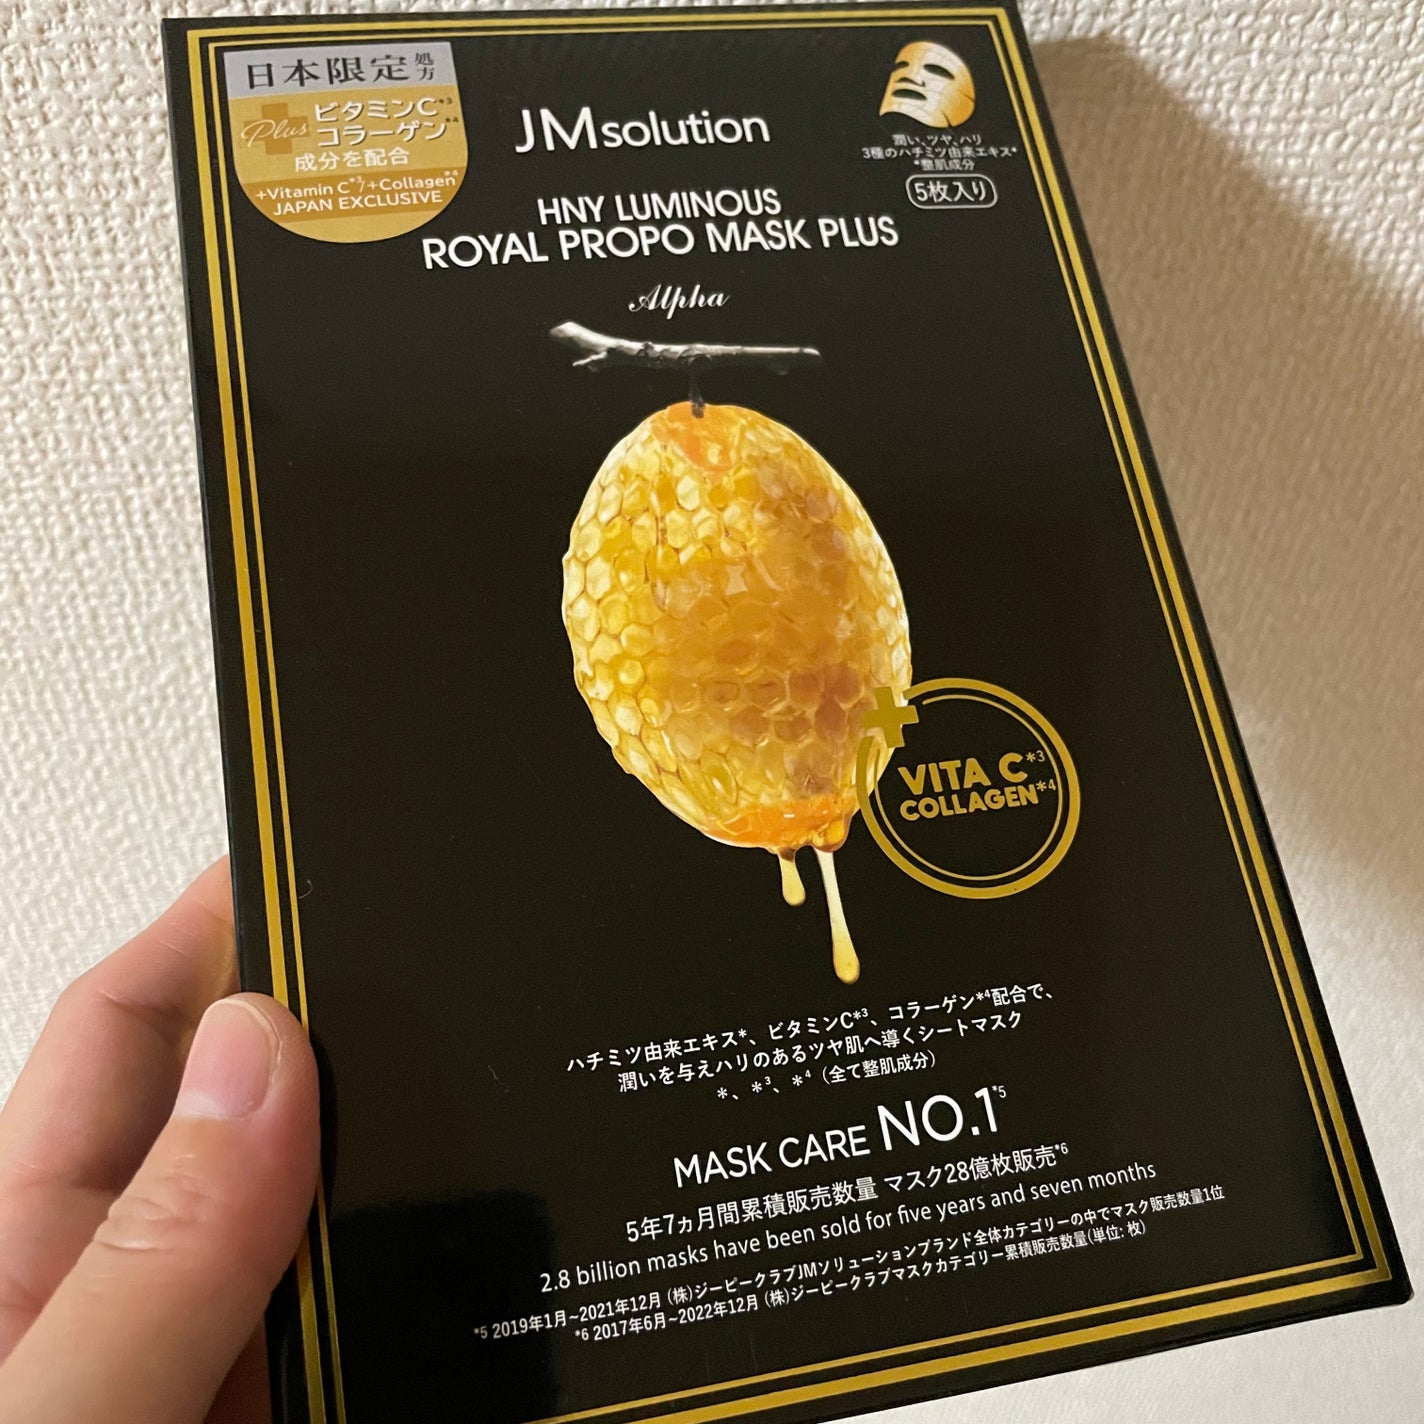 日本限定処方
Plus ビタミンC*3
コラーゲン*4
成分を配合
+Vitamin C*3/+Collagen*4
JAPAN EXCLUSIVE
JMsolution
HNY LUMINOUS
ROYAL PROPO MASK PLUS
Alpha
潤い、ツヤ、ハリ
3種のハチミツ由来エキス*
*整肌成分
5枚入り
VITA C*3
COLLAGEN*4
ハチミツ由来エキス*、ビタミンC*3、コラーゲン*4配合で、
潤いを与えハリのあるツヤ肌へ導くシートマスク
*、*3、*4（全て整肌成分）
MASK CARE NO.1*5
5年7ヵ月間累積販売数量 マスク28億枚販売*6
2.8 billion masks have been sold for five years and seven months
*5 2019年1月~2021年12月 (株)ジーピークラブJMソリューションブランド全体カテゴリーの中でマスク販売数量1位
*6 2017年6月~2022年12月 (株)ジーピークラブマスクカテゴリー累積販売数量(単位: 枚)